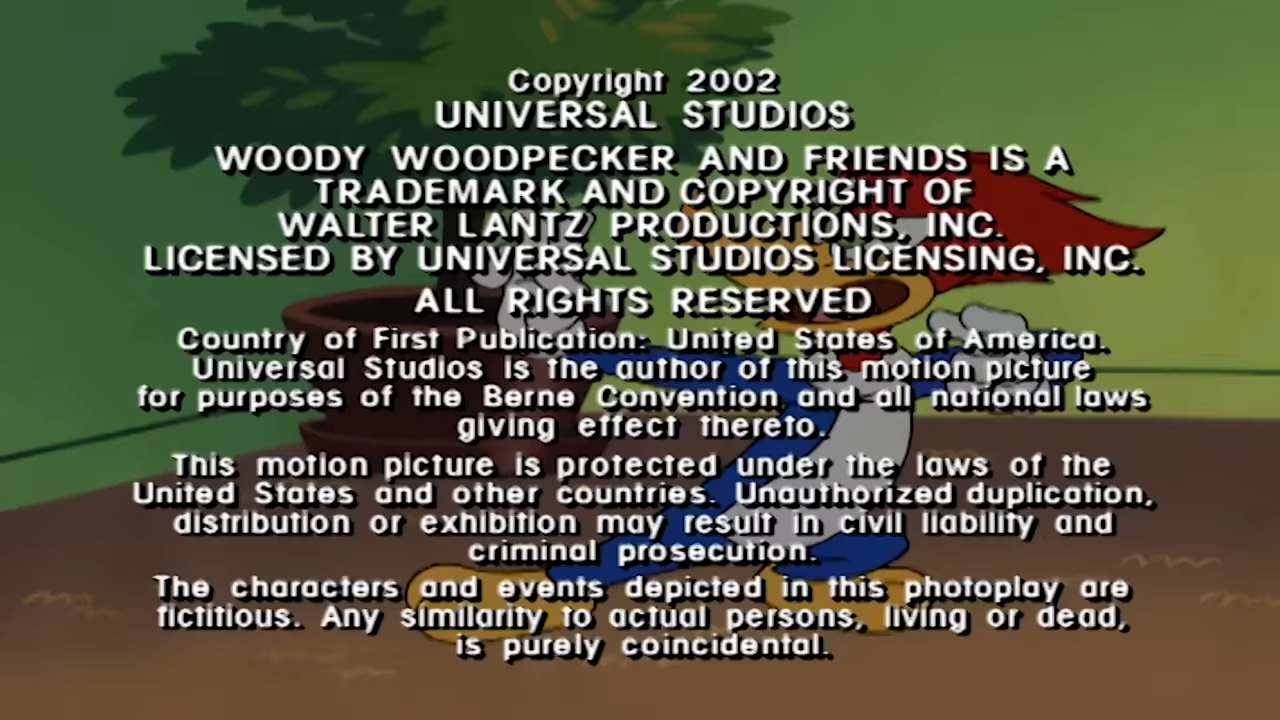 Copyright 2002
UNIVERSAL STUDIOS
WOODY WOODPECKER AND FRIENDS IS A
TRADEMARK AND COPYRIGHT OF
WALTER LANTZ PRODUCTIONS, INC.
LICENSED BY UNIVERSAL STUDIOS LICENSING, INC.
ALL RIGHTS RESERVED
Country of First Publication: United States of America.
Universal Studios is the author of this motion picture
for purposes of the Berne Convention and all national laws
giving effect thereto.
This motion picture is protected under the laws of the
United States and other countries. Unauthorized duplication,
distribution or exhibition may result in civil liability and
criminal prosecution.
The characters and events depicted in this photoplay are
fictitious. Any similarity to actual persons, living or dead,
is purely coincidental.